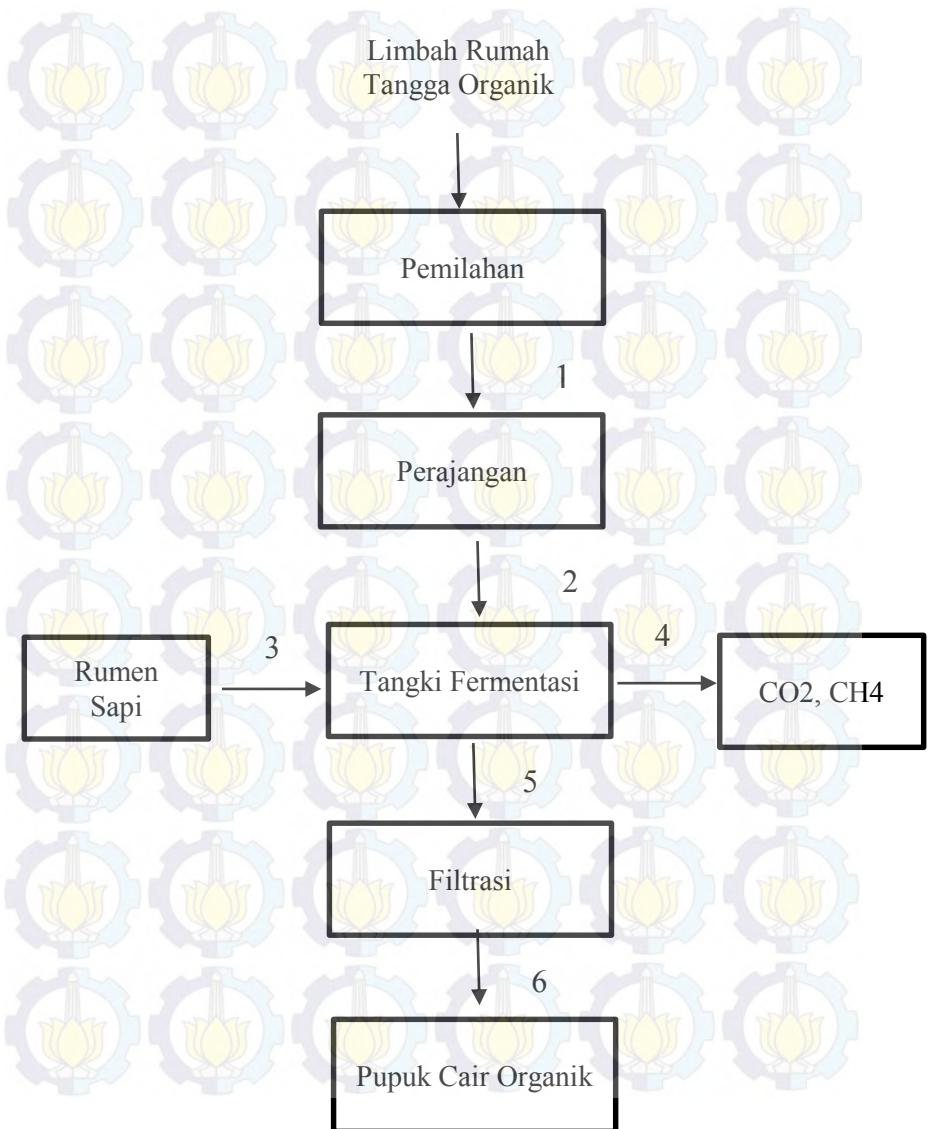 Limbah Rumah
Tangga Organik
Pemilahan
1
Perajangan
2
3
4
Rumen
Sapi
Tangki Fermentasi
CO2, CH4
5
Filtrasi
6
Pupuk Cair Organik